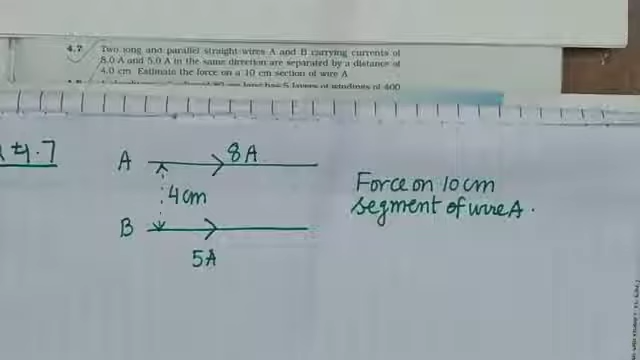 4.7 Two long and parallel straight wires A and B carrying currents of
8.0 A and 5.0 A in the same direction are separated by a distance of
4.0 cm. Estimate the force on a 10 cm section of wire A
4.7
A 8A
4cm
B
5A
Force on 10cm
segment of wire A.